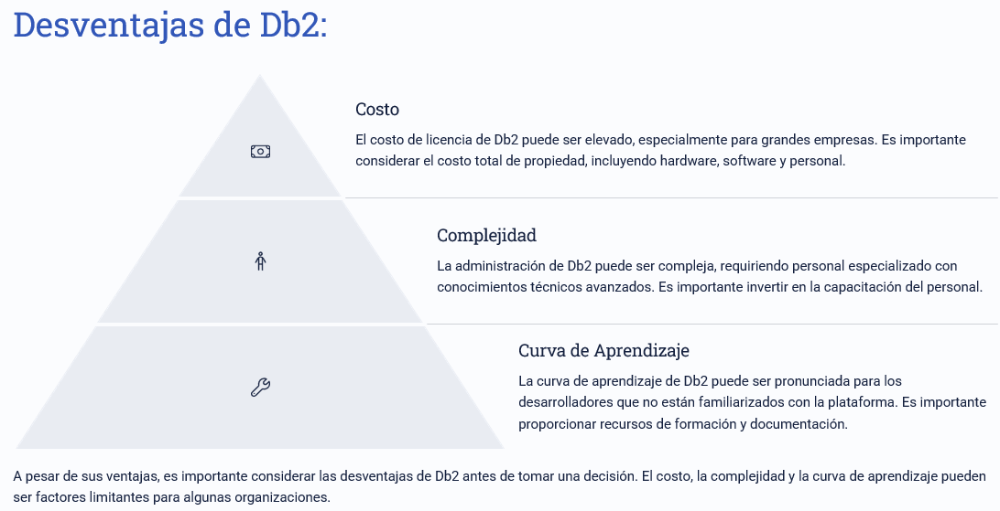 Desventajas de Db2:
Costo
El costo de licencia de Db2 puede ser elevado, especialmente para grandes empresas. Es importante
considerar el costo total de propiedad, incluyendo hardware, software y personal.
Complejidad
La administración de Db2 puede ser compleja, requiriendo personal especializado con
conocimientos técnicos avanzados. Es importante invertir en la capacitación del personal.
Curva de Aprendizaje
La curva de aprendizaje de Db2 puede ser pronunciada para los
desarrolladores que no están familiarizados con la plataforma. Es importante
proporcionar recursos de formación y documentación.
A pesar de sus ventajas, es importante considerar las desventajas de Db2 antes de tomar una decisión. El costo, la complejidad y la curva de aprendizaje pueden
ser factores limitantes para algunas organizaciones.